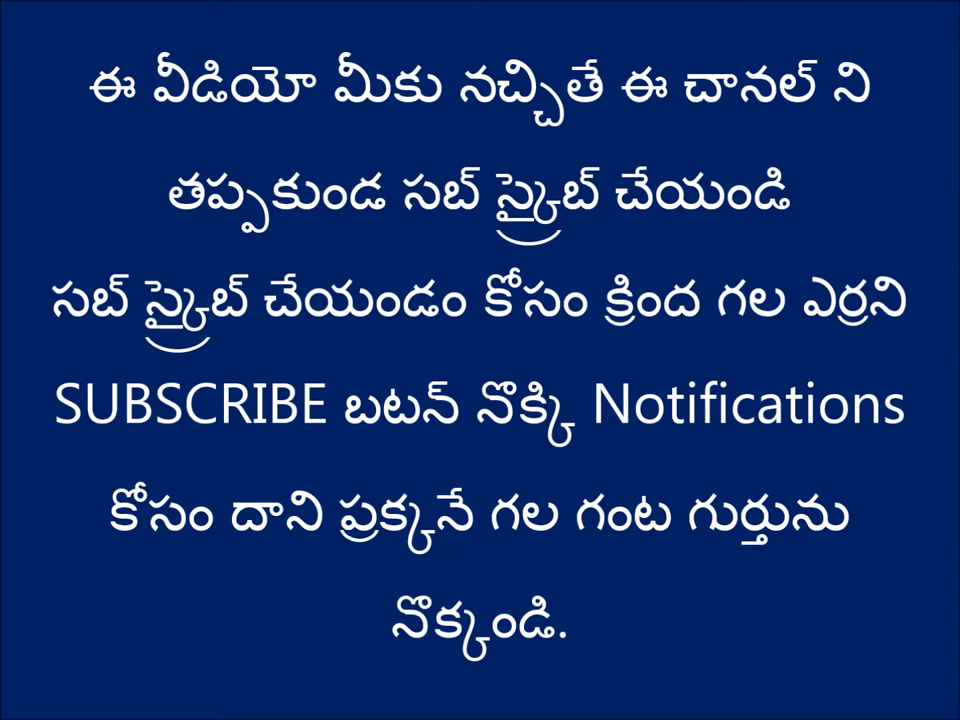 ఈ వీడియో మీకు నచ్చితే ఈ చానల్ ని
తప్పకుండ సబ్ స్క్రైబ్ చేయండి
సబ్ స్క్రైబ్ చేయండం కోసం క్రింద గల ఎర్రని
SUBSCRIBE బటన్ నొక్కి Notifications
కోసం దాని ప్రక్కనే గల గంట గుర్తును
నొక్కండి.